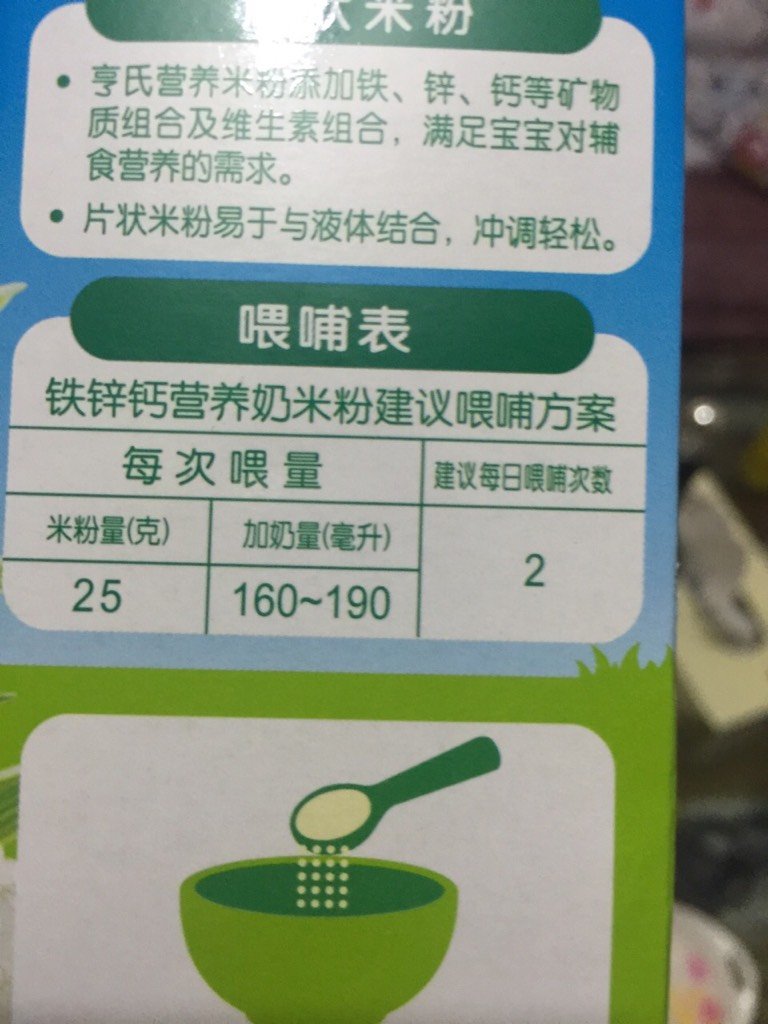 状米粉
• 亨氏营养米粉添加铁、锌、钙等矿物
质组合及维生素组合，满足宝宝对辅
食营养的需求。
• 片状米粉易于与液体结合，冲调轻松。
喂哺表
铁锌钙营养奶米粉建议喂哺方案
每次喂量 建议每日喂哺次数
米粉量(克) 加奶量(毫升)
25 160~190 2